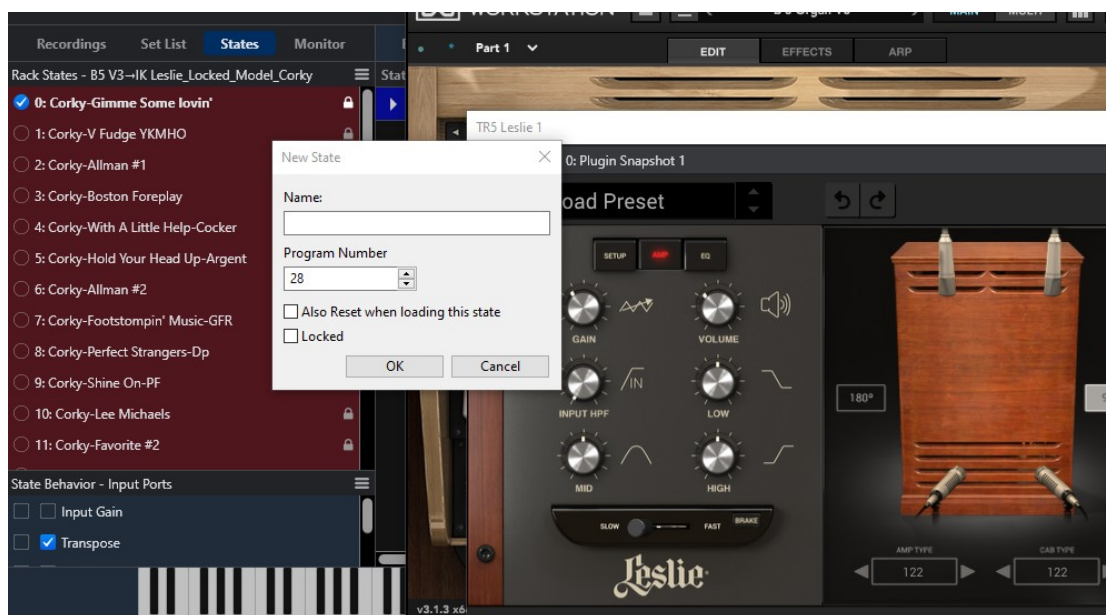 WORKSTATION
Recordings Set List States Monitor
Part 1 EDIT EFFECTS ARP
Rack States - B5 V3→IK Leslie_Locked_Model_Corky
Stat
0: Corky-Gimme Some lovin'
1: Corky-V Fudge YKMHO
2: Corky-Allman #1
3: Corky-Boston Foreplay
4: Corky-With A Little Help-Cocker
5: Corky-Hold Your Head Up-Argent
6: Corky-Allman #2
7: Corky-Footstompin' Music-GFR
8: Corky-Perfect Strangers-Dp
9: Corky-Shine On-PF
10: Corky-Lee Michaels
11: Corky-Favorite #2
State Behavior - Input Ports
Input Gain
Transpose
New State
Name:
Program Number
28
Also Reset when loading this state
Locked
OK Cancel
TR5 Leslie 1
0: Plugin Snapshot 1
oad Preset
SETUP AMP EQ
GAIN VOLUME
IN
INPUT HPF LOW
MID HIGH
SLOW FAST BRAKE
Leslie
180°
9
AMP TYPE CAB TYPE
122 122
v3.1.3 x6